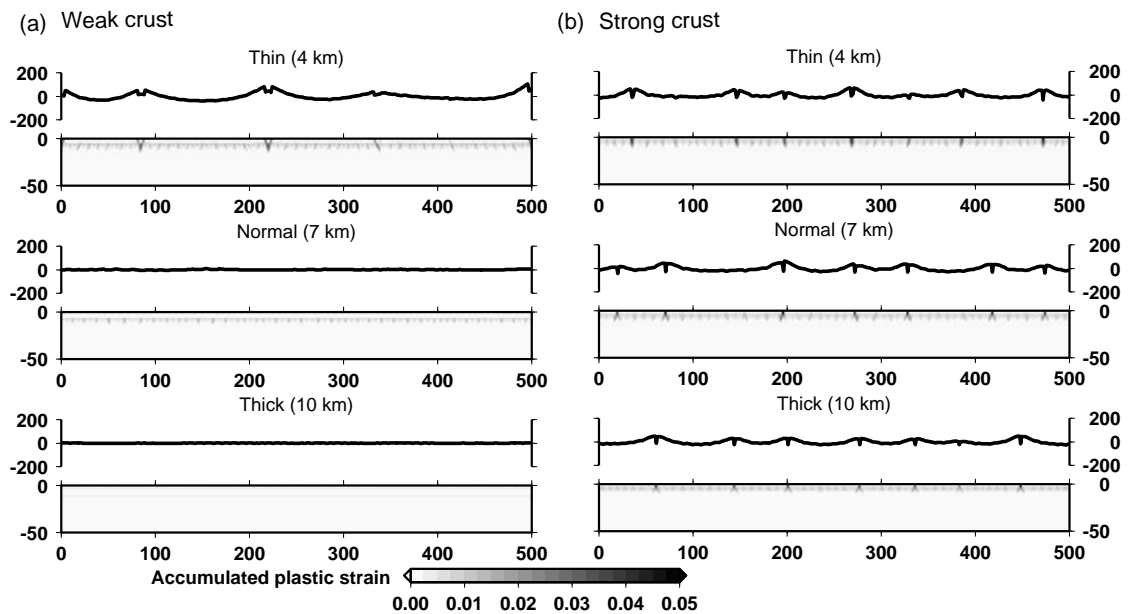 (a) Weak crust
Thin (4 km)
200
0
-200
0
-50
0 100 200 300 400 500
Normal (7 km)
200
0
-200
0
-50
0 100 200 300 400 500
Thick (10 km)
200
0
-200
0
-50
0 100 200 300 400 500
(b) Strong crust
Thin (4 km)
200
0
-200
0
-50
0 100 200 300 400 500
Normal (7 km)
200
0
-200
0
-50
0 100 200 300 400 500
Thick (10 km)
200
0
-200
0
-50
0 100 200 300 400 500
Accumulated plastic strain
0.00 0.01 0.02 0.03 0.04 0.05